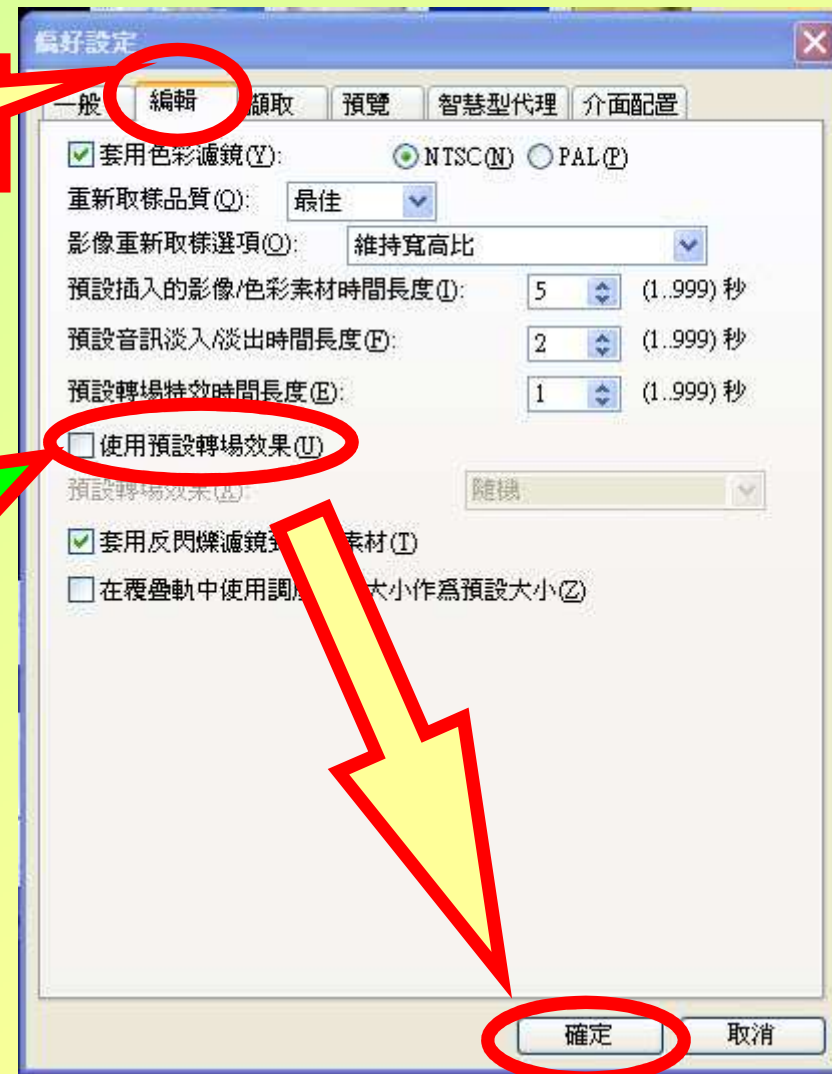 偏好設定
一般 編輯 擷取 預覽 智慧型代理 介面配置
套用色彩濾鏡(Y): NTSC(N) PAL(P)
重新取樣品質(Q): 最佳
影像重新取樣選項(O): 維持寬高比
預設插入的影像/色彩素材時間長度(I): 5 (1..999) 秒
預設音訊淡入/淡出時間長度(F): 2 (1..999) 秒
預設轉場特效時間長度(E): 1 (1..999) 秒
使用預設轉場效果(U)
預設轉場效果(X): 隨機
套用反閃爍濾鏡 素材(T)
在覆疊軌中使用調 大小作為預設大小(Z)
確定 取消